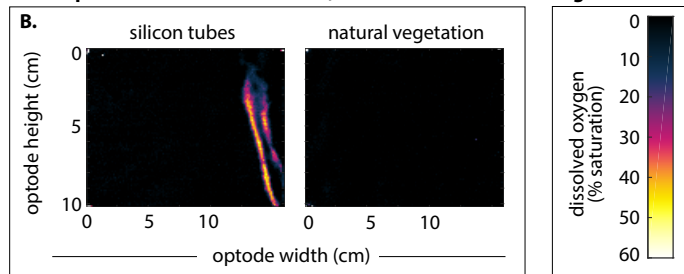 B.
silicon tubes
natural vegetation
optode height (cm)
0
5
10
0
5
10
0
5
10
optode width (cm)
dissolved oxygen
(% saturation)
0
10
20
30
40
50
60